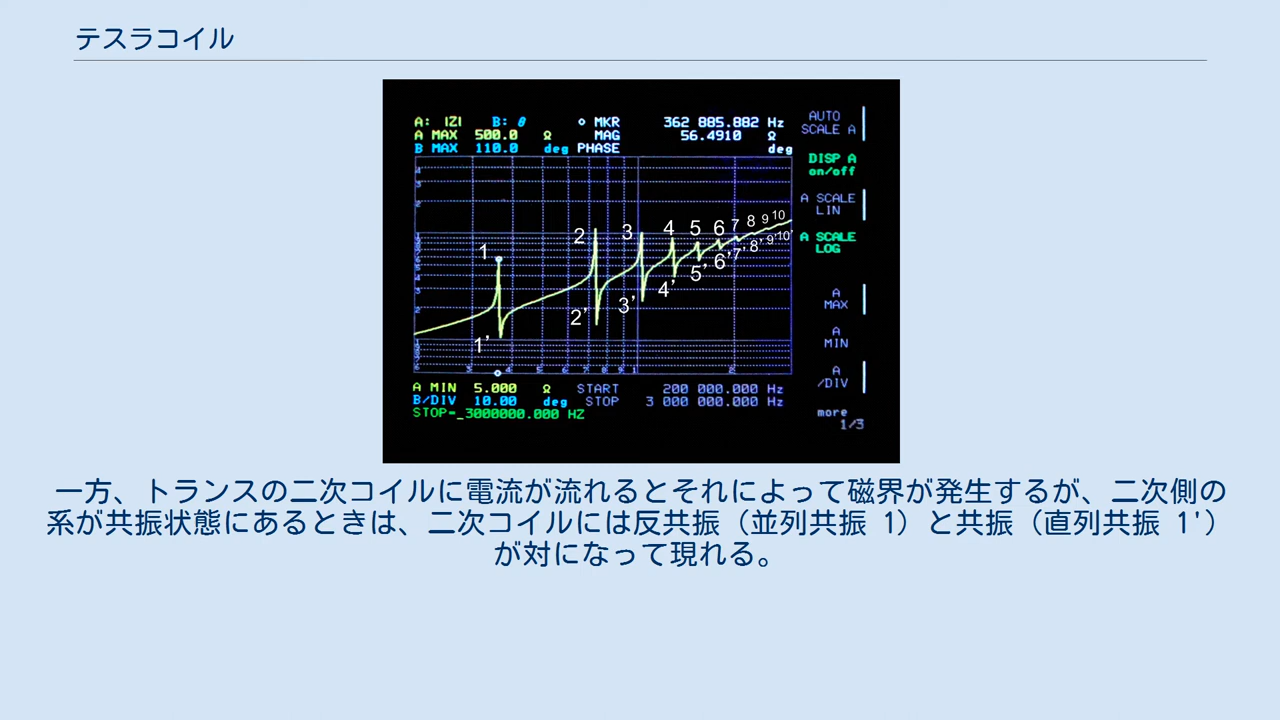 テスラコイル
A: |Z| B: θ o MKR 362 885.882 Hz
A MAX 500.0 Ω MAG 56.4910 Ω
B MAX 110.0 deg PHASE deg
AUTO
SCALE A
DISP A
on/off
A SCALE
LIN
A SCALE
LOG
A
MAX
A
MIN
A
/DIV
more
1/3
1 2 3 4 5 6 7 8 9 10
1' 2' 3' 4' 5' 6' 7' 8' 9' 10'
A MIN 5.000 Ω START 200 000.000 Hz
B/DIV 10.00 deg STOP 3 000 000.000 Hz
STOP=_3000000.000 HZ
一方、トランスの二次コイルに電流が流れるとそれによって磁界が発生するが、二次側の
系が共振状態にあるときは、二次コイルには反共振（並列共振 1）と共振（直列共振 1'）
が対になって現れる。